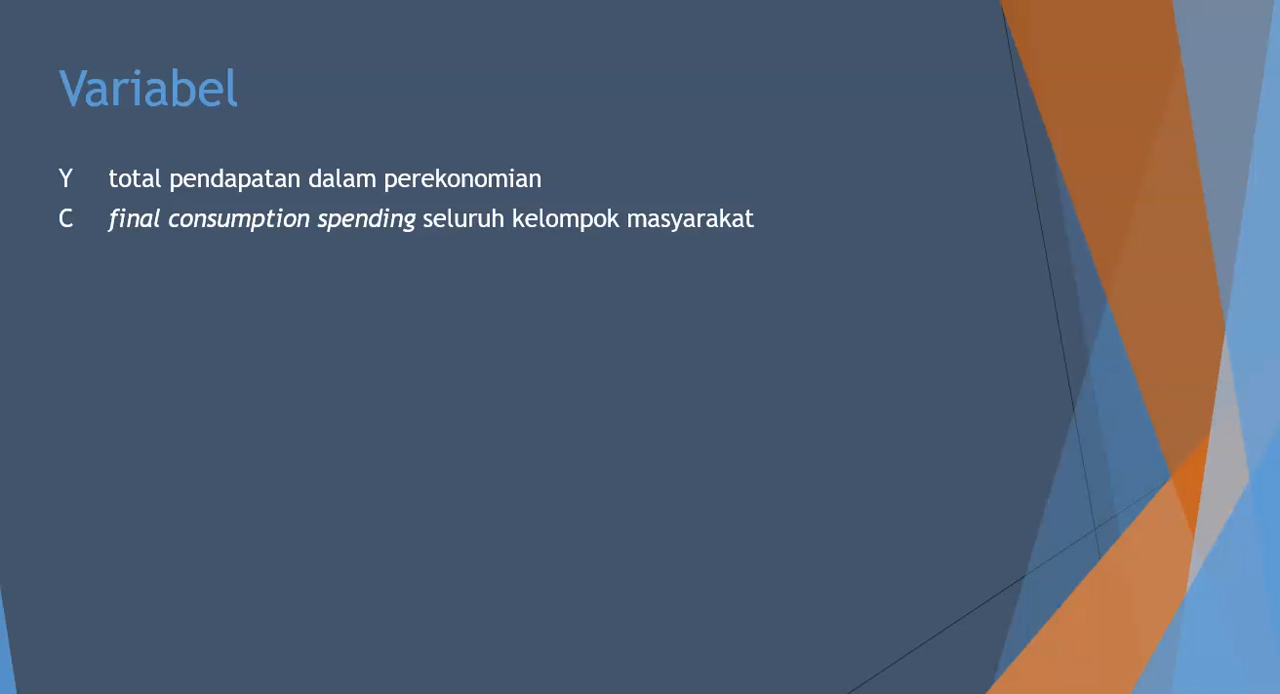 Variabel
Y total pendapatan dalam perekonomian
C final consumption spending seluruh kelompok masyarakat